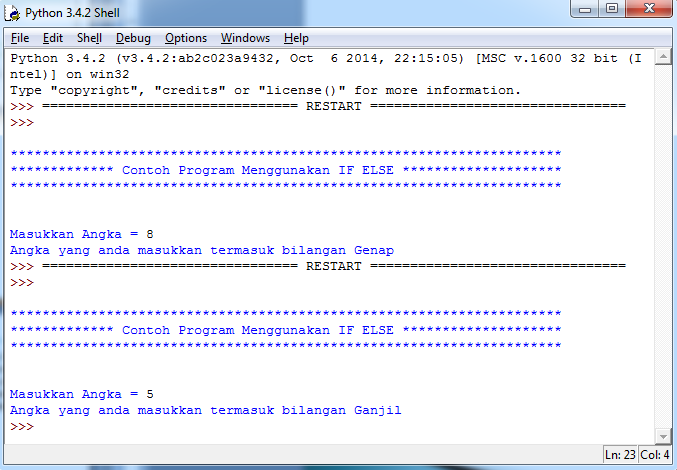 Python 3.4.2 Shell
File Edit Shell Debug Options Windows Help
Python 3.4.2 (v3.4.2:ab2c023a9432, Oct  6 2014, 22:15:05) [MSC v.1600 32 bit (I
ntel)] on win32
Type "copyright", "credits" or "license()" for more information.
>>> ================================ RESTART ================================
>>>
*********************************************************************
************* Contoh Program Menggunakan IF ELSE ********************
*********************************************************************
Masukkan Angka = 8
Angka yang anda masukkan termasuk bilangan Genap
>>> ================================ RESTART ================================
>>>
*********************************************************************
************* Contoh Program Menggunakan IF ELSE ********************
*********************************************************************
Masukkan Angka = 5
Angka yang anda masukkan termasuk bilangan Ganjil
>>>
Ln: 23 Col: 4